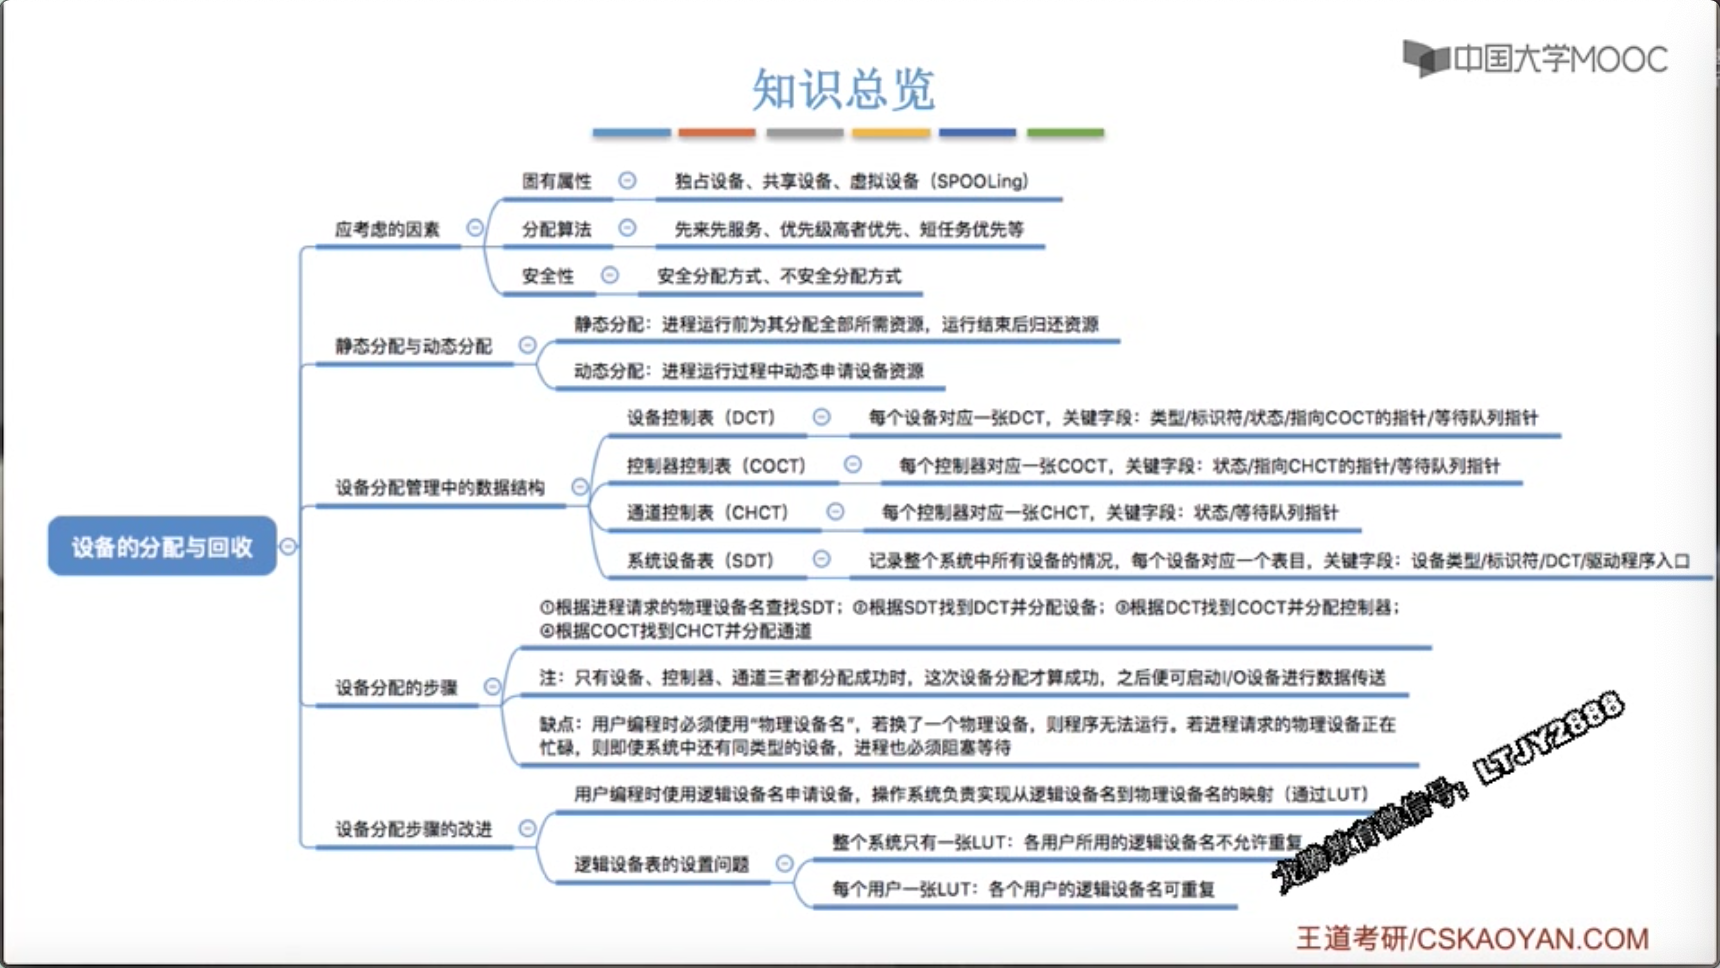 中国大学MOOC
知识总览
固有属性
独占设备、共享设备、虚拟设备（SPOOLing）
应考虑的因素
分配算法
先来先服务、优先级高者优先、短任务优先等
安全性
安全分配方式、不安全分配方式
静态分配与动态分配
静态分配：进程运行前为其分配全部所需资源，运行结束后归还资源
动态分配：进程运行过程中动态申请设备资源
设备分配管理中的数据结构
设备控制表（DCT）
每个设备对应一张DCT，关键字段：类型/标识符/状态/指向COCT的指针/等待队列指针
控制器控制表（COCT）
每个控制器对应一张COCT，关键字段：状态/指向CHCT的指针/等待队列指针
通道控制表（CHCT）
每个控制器对应一张CHCT，关键字段：状态/等待队列指针
系统设备表（SDT）
记录整个系统中所有设备的情况，每个设备对应一个表目，关键字段：设备类型/标识符/DCT/驱动程序入口
设备的分配与回收
设备分配的步骤
①根据进程请求的物理设备名查找SDT；②根据SDT找到DCT并分配设备；③根据DCT找到COCT并分配控制器；
④根据COCT找到CHCT并分配通道
注：只有设备、控制器、通道三者都分配成功时，这次设备分配才算成功，之后便可启动I/O设备进行数据传送
缺点：用户编程时必须使用“物理设备名”，若换了一个物理设备，则程序无法运行。若进程请求的物理设备正在
忙碌，则即使系统中还有同类型的设备，进程也必须阻塞等待
设备分配步骤的改进
用户编程时使用逻辑设备名申请设备，操作系统负责实现从逻辑设备名到物理设备名的映射（通过LUT）
逻辑设备表的设置问题
整个系统只有一张LUT：各用户所用的逻辑设备名不允许重复
每个用户一张LUT：各个用户的逻辑设备名可重复
龙腾教育微信号：LTJY2888
王道考研/CSKAOYAN.COM